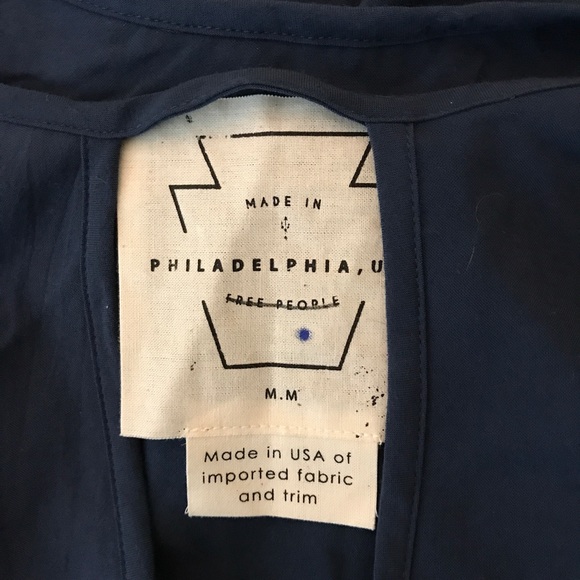 MADE IN
PHILADELPHIA, U
FREE PEOPLE
M.M
Made in USA of
imported fabric
and trim